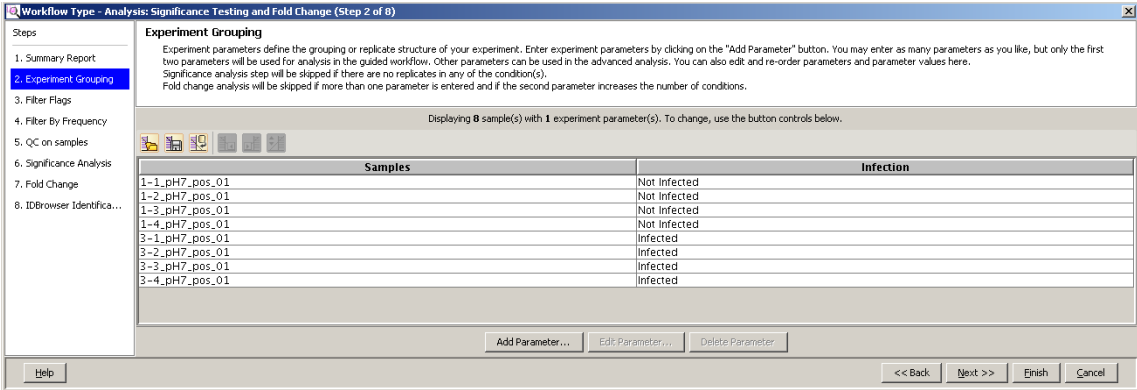 Workflow Type - Analysis: Significance Testing and Fold Change (Step 2 of 8)
Steps
1. Summary Report
2. Experiment Grouping
3. Filter Flags
4. Filter By Frequency
5. QC on samples
6. Significance Analysis
7. Fold Change
8. IDBrowser Identifica...
Experiment Grouping
Experiment parameters define the grouping or replicate structure of your experiment. Enter experiment parameters by clicking on the "Add Parameter" button. You may enter as many parameters as you like, but only the first
two parameters will be used for analysis in the guided workflow. Other parameters can be used in the advanced analysis. You can also edit and re-order parameters and parameter values here.
Significance analysis step will be skipped if there are no replicates in any of the condition(s).
Fold change analysis will be skipped if more than one parameter is entered and if the second parameter increases the number of conditions.
Displaying 8 sample(s) with 1 experiment parameter(s). To change, use the button controls below.
Samples Infection
1-1_pH7_pos_01 Not Infected
1-2_pH7_pos_01 Not Infected
1-3_pH7_pos_01 Not Infected
1-4_pH7_pos_01 Not Infected
3-1_pH7_pos_01 Infected
3-2_pH7_pos_01 Infected
3-3_pH7_pos_01 Infected
3-4_pH7_pos_01 Infected
Add Parameter... Edit Parameter... Delete Parameter
Help << Back Next >> Finish Cancel